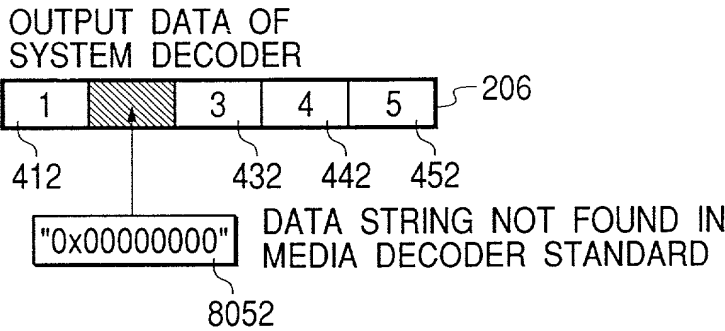 OUTPUT DATA OF
SYSTEM DECODER
1 3 4 5 206
412 432 442 452
"0x00000000" DATA STRING NOT FOUND IN
MEDIA DECODER STANDARD
8052